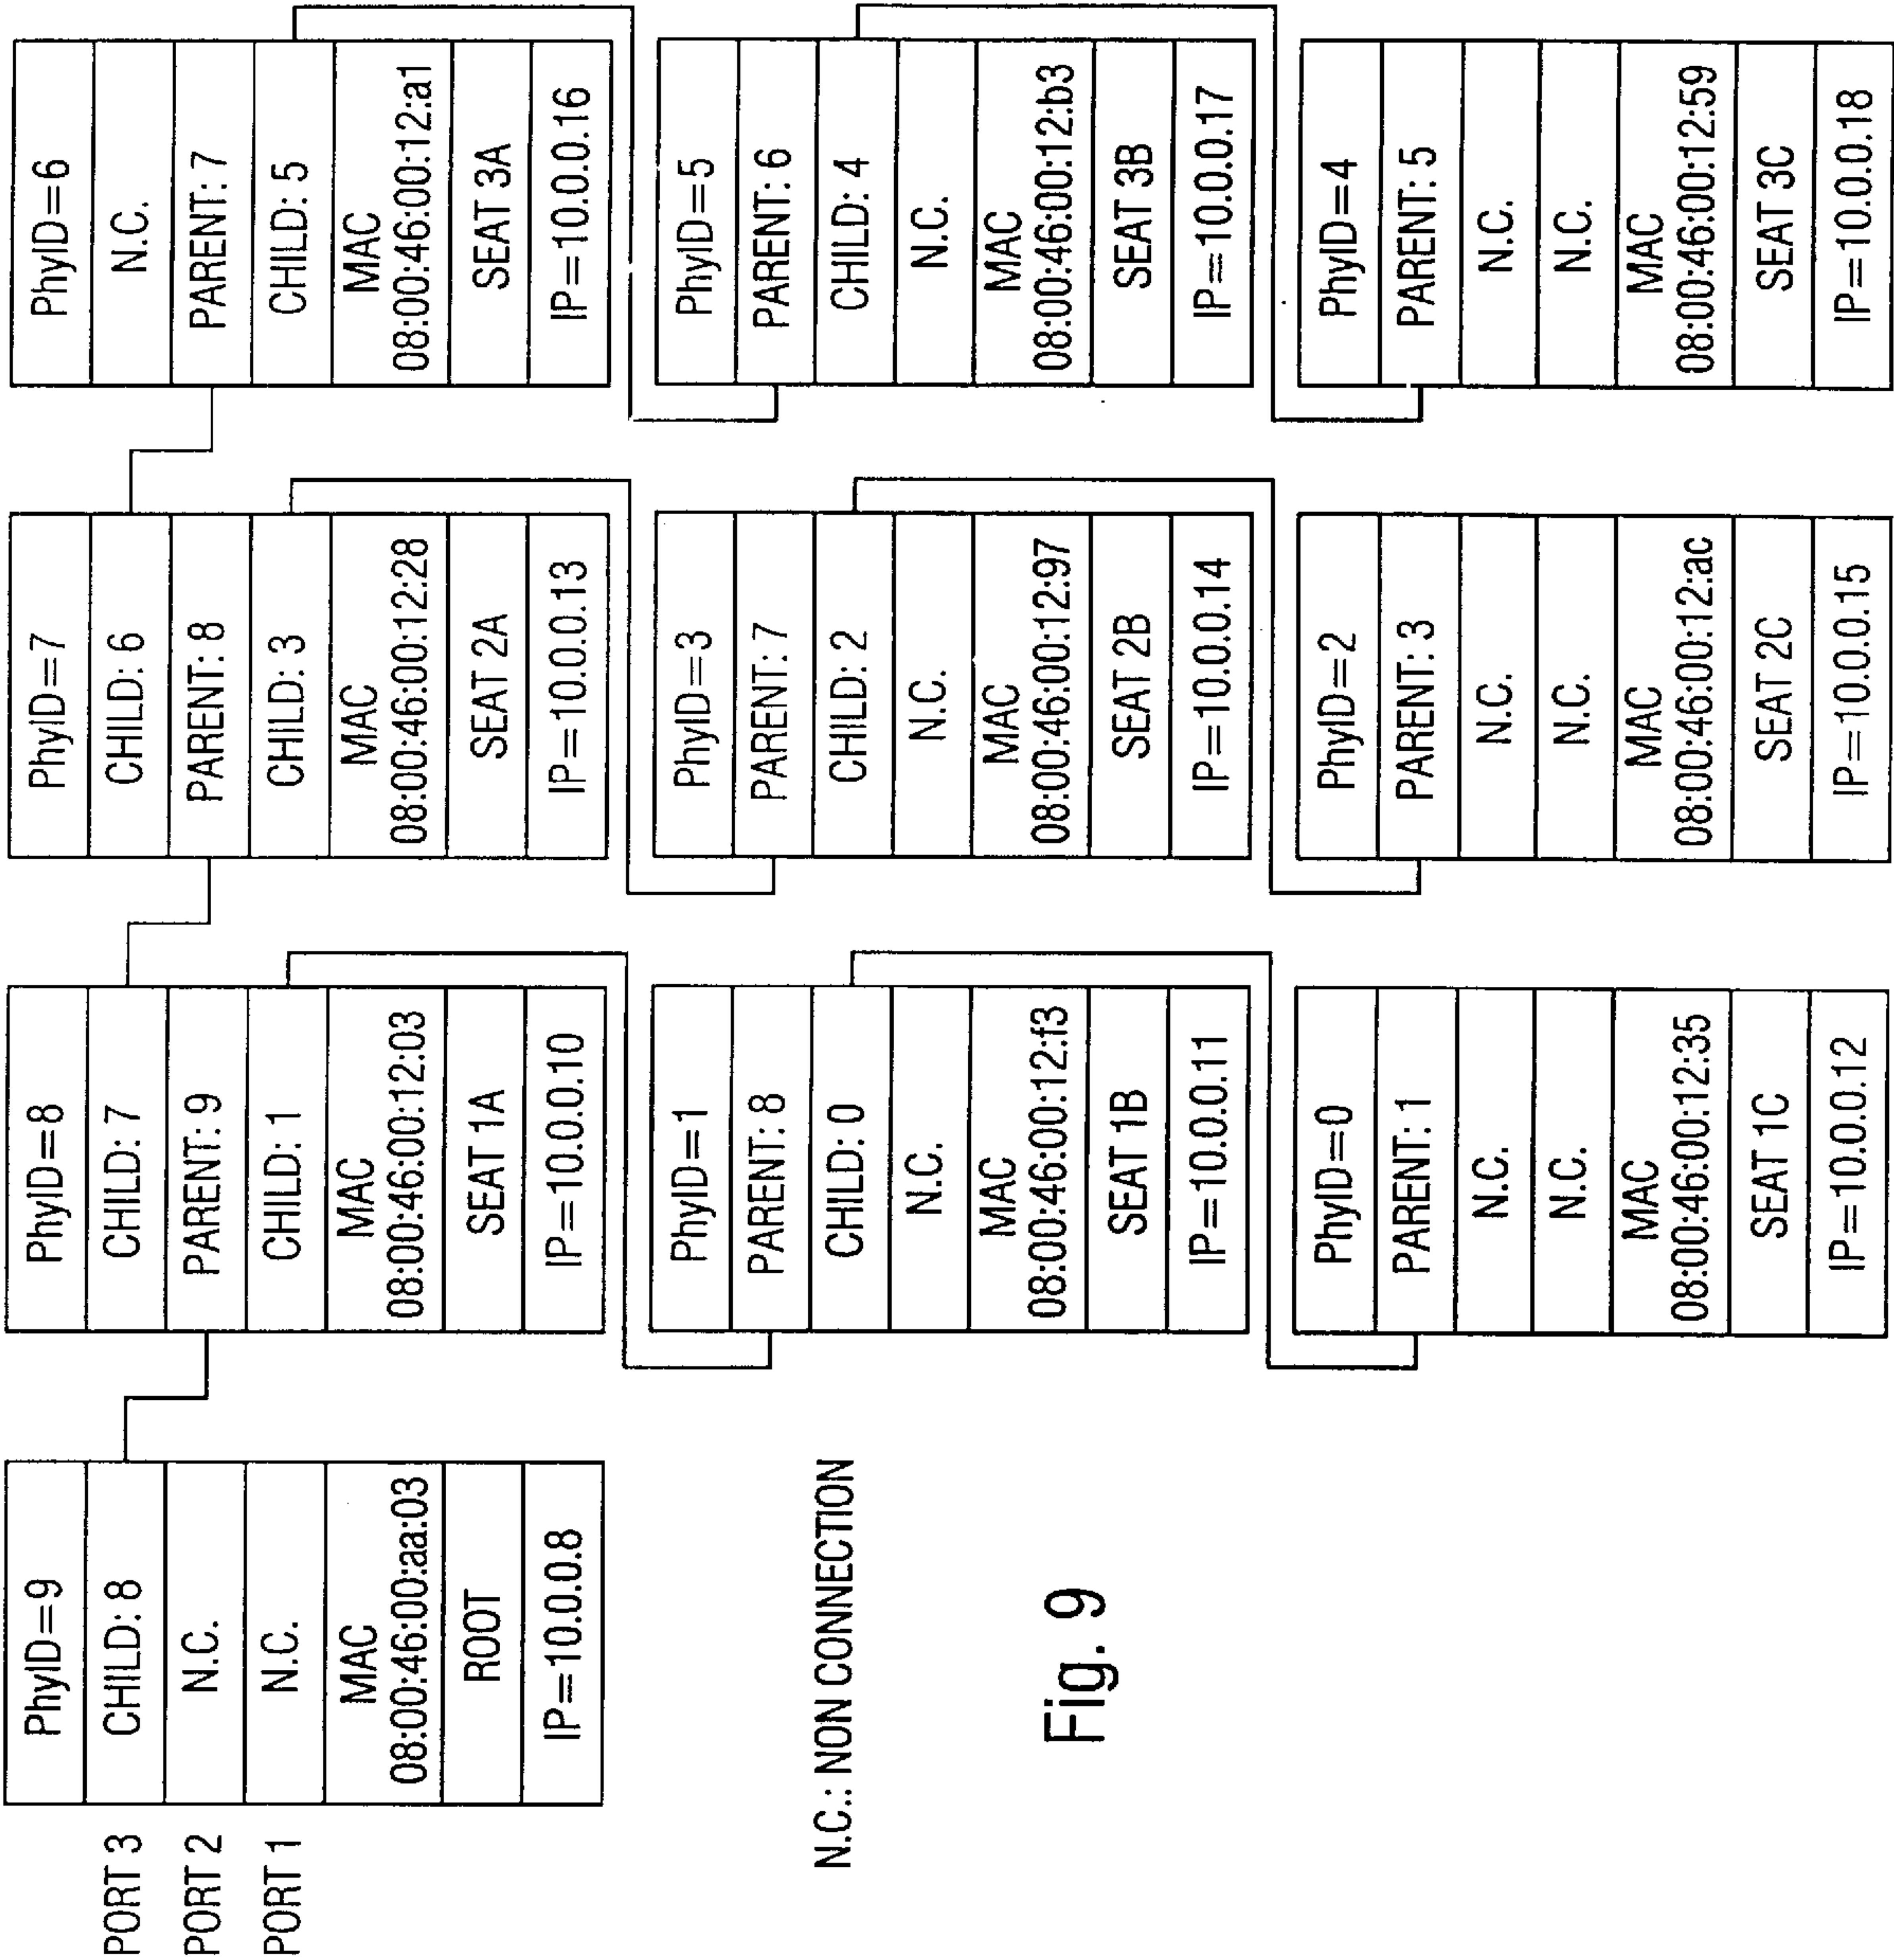 PORT 3
PORT 2
PORT 1
PhyID=9
CHILD: 8
N.C.
N.C.
MAC
08:00:46:00:aa:03
ROOT
IP=10.0.0.8
PhyID=8
CHILD: 7
PARENT: 9
CHILD: 1
MAC
08:00:46:00:12:03
SEAT 1A
IP=10.0.0.10
PhyID=7
CHILD: 6
PARENT: 8
CHILD: 3
MAC
08:00:46:00:12:28
SEAT 2A
IP=10.0.0.13
PhyID=6
N.C.
PARENT: 7
CHILD: 5
MAC
08:00:46:00:12:a1
SEAT 3A
IP=10.0.0.16
PhyID=1
PARENT: 8
CHILD: 0
N.C.
MAC
08:00:46:00:12:f3
SEAT 1B
IP=10.0.0.11
PhyID=3
PARENT: 7
CHILD: 2
N.C.
MAC
08:00:46:00:12:97
SEAT 2B
IP=10.0.0.14
PhyID=5
PARENT: 6
CHILD: 4
N.C.
MAC
08:00:46:00:12:b3
SEAT 3B
IP=10.0.0.17
PhyID=0
PARENT: 1
N.C.
N.C.
MAC
08:00:46:00:12:35
SEAT 1C
IP=10.0.0.12
PhyID=2
PARENT: 3
N.C.
N.C.
MAC
08:00:46:00:12:ac
SEAT 2C
IP=10.0.0.15
PhyID=4
PARENT: 5
N.C.
N.C.
MAC
08:00:46:00:12:59
SEAT 3C
IP=10.0.0.18
N.C.: NON CONNECTION
Fig. 9